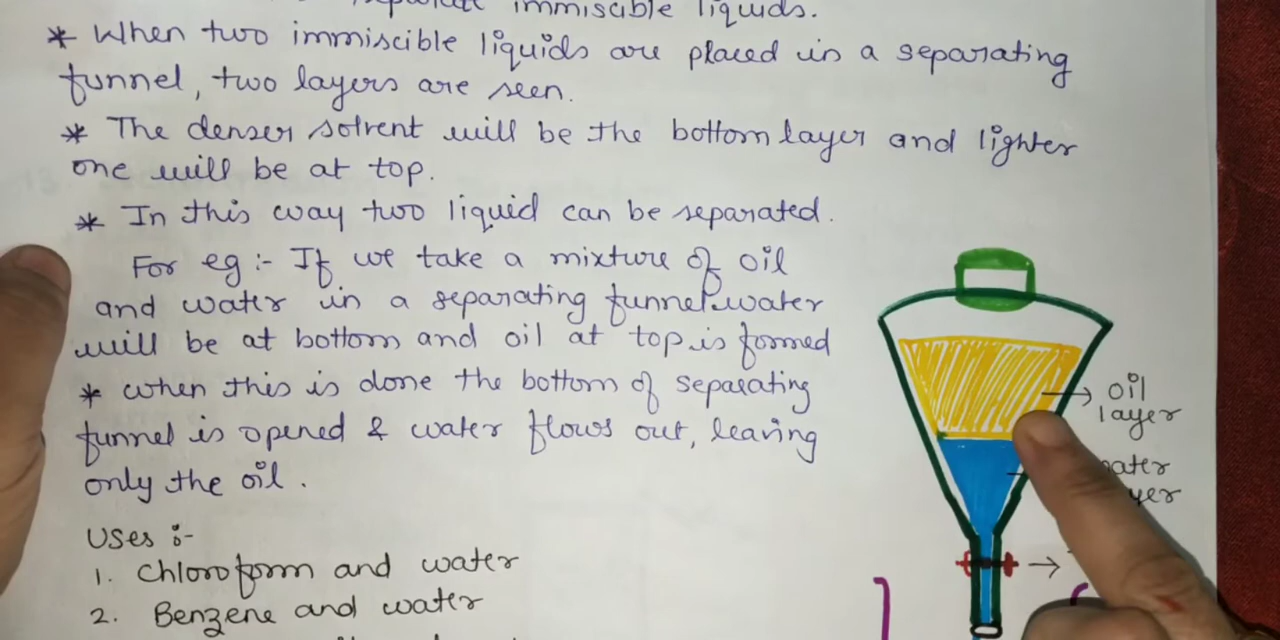 immiscible liquids.
* When two immiscible liquids are placed in a separating
funnel, two layers are seen.
* The denser solvent will be the bottom layer and lighter
one will be at top.
* In this way two liquid can be separated.
For eg :- If we take a mixture of oil
and water in a separating funnel water
will be at bottom and oil at top is formed
* when this is done the bottom of separating
funnel is opened & water flows out, leaving
only the oil.
Uses :-
1. Chloroform and water
2. Benzene and water
oil
layer